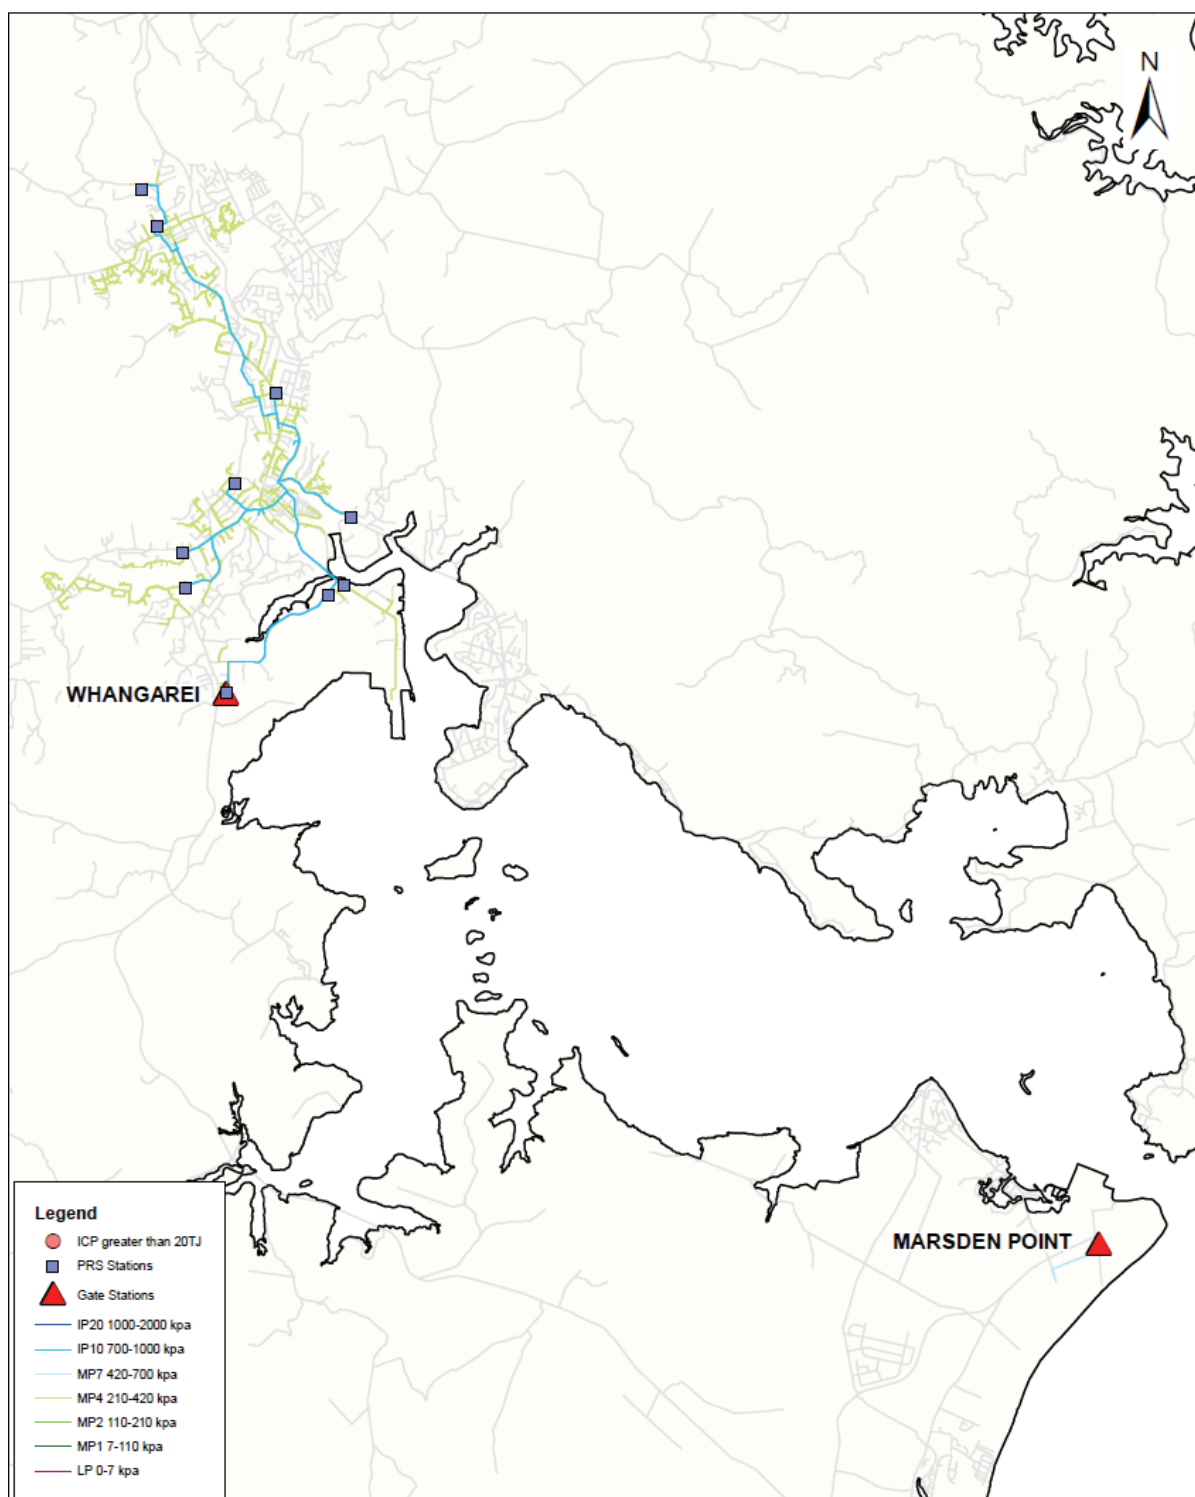 N
WHANGAREI
MARSDEN POINT
Legend
ICP greater than 20TJ
PRS Stations
Gate Stations
IP20 1000-2000 kpa
IP10 700-1000 kpa
MP7 420-700 kpa
MP4 210-420 kpa
MP2 110-210 kpa
MP1 7-110 kpa
LP 0-7 kpa